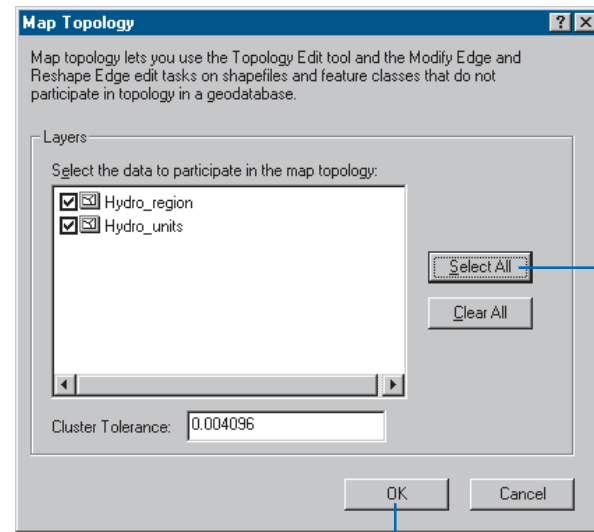 Map Topology
Map topology lets you use the Topology Edit tool and the Modify Edge and
Reshape Edge edit tasks on shapefiles and feature classes that do not
participate in topology in a geodatabase.
Layers
Select the data to participate in the map topology:
Hydro_region
Hydro_units
Select All
Clear All
Cluster Tolerance: 0.004096
OK Cancel